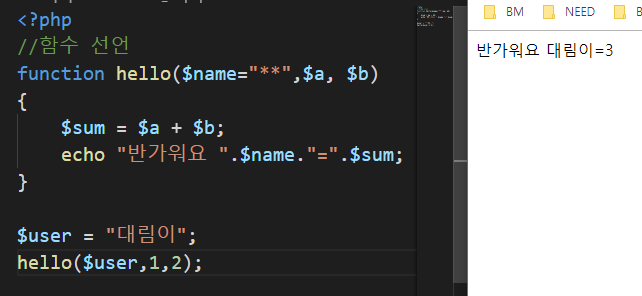 <?php
//함수 선언
function hello($name="**",$a, $b)
{
    $sum = $a + $b;
    echo "반가워요 ".$name."=".$sum;
}
$user = "대림이";
hello($user,1,2);
BM NEED
반가워요 대림이=3